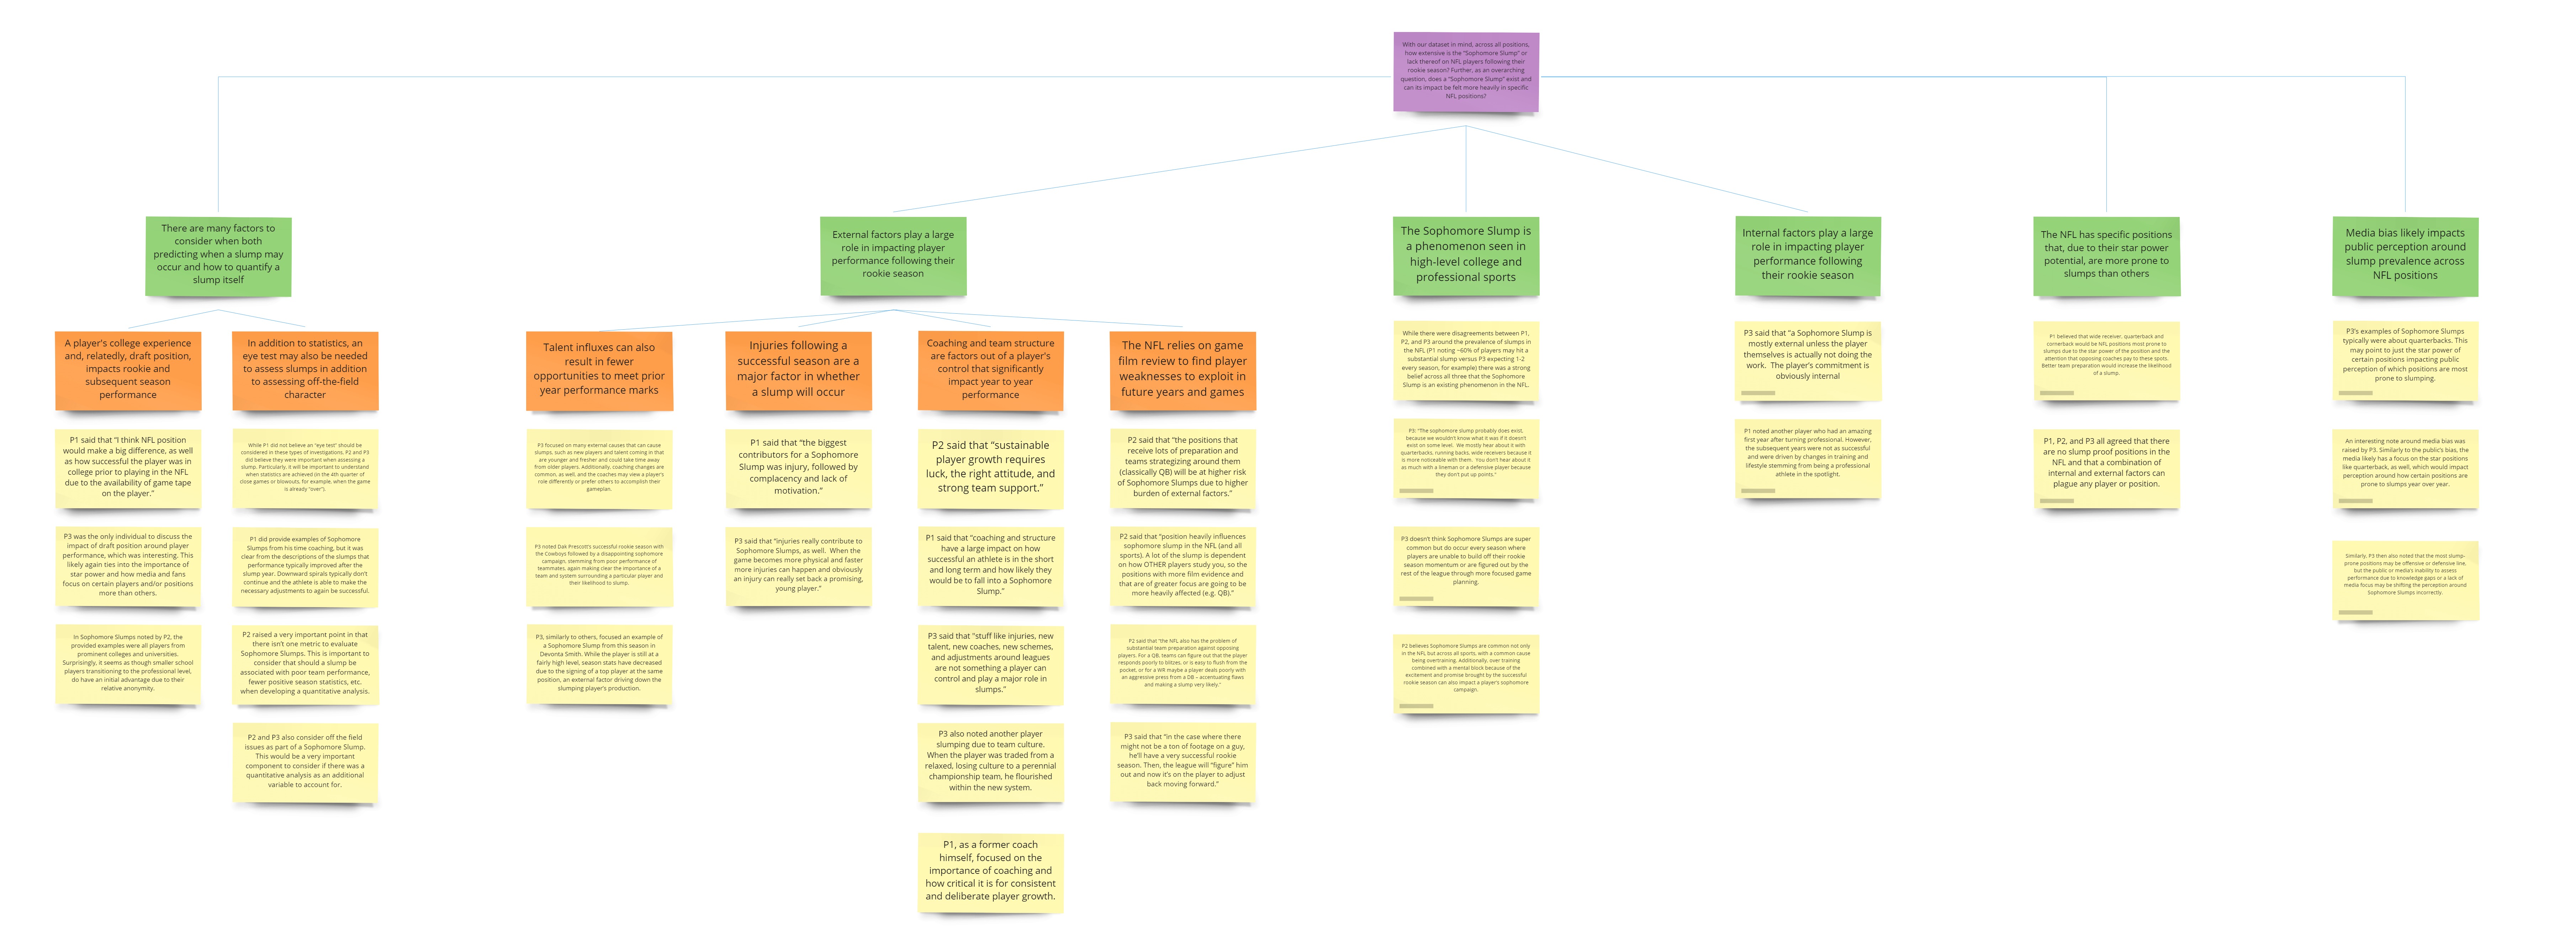 With our dataset in mind, across all positions,
how extensive is the "Sophomore Slump" or
lack thereof on NFL players following their
rookie season? Further, as an overarching
question, does a "Sophomore Slump" exist and
can its impact be felt more heavily in specific
NFL positions?
There are many factors to
consider when both
predicting when a slump may
occur and how to quantify a
slump itself
External factors play a large
role in impacting player
performance following their
rookie season
The Sophomore Slump is
a phenomenon seen in
high-level college and
professional sports
Internal factors play a large
role in impacting player
performance following
their rookie season
The NFL has specific positions
that, due to their star power
potential, are more prone to
slumps than others
Media bias likely impacts
public perception around
slump prevalence across
NFL positions
A player's college experience
and, relatedly, draft position,
impacts rookie and
subsequent season
performance
P1 said that "I think NFL position
would make a big difference, as well
as how successful the player was in
college prior to playing in the NFL
due to the availability of game tape
on the player."
P3 was the only individual to discuss the
impact of draft position around player
performance, which was interesting. This
likely again ties into the importance of
star power and how media and fans
focus on certain players and/or positions
more than others.
In Sophomore Slumps noted by P2, the
provided examples were all players from
prominent colleges and universities.
Surprisingly, it seems as though smaller school
players transitioning to the professional level,
do have an initial advantage due to their
relative anonymity.
In addition to statistics, an
eye test may also be needed
to assess slumps in addition
to assessing off-the-field
character
While P1 did not believe an "eye test" should be
considered in these types of investigations, P2 and P3
did believe they were important when assessing a
slump. Particularly, it will be important to understand
when statistics are achieved (in the 4th quarter of
close games or blowouts, for example, when the game
is already "over").
P1 did provide examples of Sophomore
Slumps from his time coaching, but it was
clear from the descriptions of the slumps that
performance typically improved after the
slump year. Downward spirals typically don't
continue and the athlete is able to make the
necessary adjustments to again be successful.
P2 raised a very important point in that
there isn't one metric to evaluate
Sophomore Slumps. This is important to
consider that should a slump be
associated with poor team performance,
fewer positive season statistics, etc.
when developing a quantitative analysis.
P2 and P3 also consider off the field
issues as part of a Sophomore Slump.
This would be a very important
component to consider if there was a
quantitative analysis as an additional
variable to account for.
Talent influxes can also
result in fewer
opportunities to meet prior
year performance marks
P3 focused on many external causes that can cause
slumps, such as new players and talent coming in that
are younger and fresher and could take time away
from older players. Additionally, coaching changes are
common, as well, and the coaches may view a player's
role differently or prefer others to accomplish their
gameplan.
P3 noted Dak Prescott's successful rookie season with
the Cowboys followed by a disappointing sophomore
campaign, stemming from poor performance of
teammates, again making clear the importance of a
team and system surrounding a particular player and
their likelihood to slump.
P3, similarly to others, focused an example of
a Sophomore Slump from this season in
Devonta Smith. While the player is still at a
fairly high level, season stats have decreased
due to the signing of a top player at the same
position, an external factor driving down the
slumping player's production.
Injuries following a
successful season are a
major factor in whether
a slump will occur
P1 said that "the biggest
contributors for a Sophomore
Slump was injury, followed by
complacency and lack of
motivation."
P3 said that "injuries really contribute to
Sophomore Slumps, as well. When the
game becomes more physical and faster
more injuries can happen and obviously
an injury can really set back a promising,
young player."
Coaching and team structure
are factors out of a player's
control that significantly
impact year to year
performance
P2 said that "sustainable
player growth requires
luck, the right attitude, and
strong team support."
P1 said that "coaching and structure
have a large impact on how
successful an athlete is in the short
and long term and how likely they
would be to fall into a Sophomore
Slump."
P3 said that "stuff like injuries, new
talent, new coaches, new schemes,
and adjustments around leagues
are not something a player can
control and play a major role in
slumps."
P3 also noted another player
slumping due to team culture.
When the player was traded from a
relaxed, losing culture to a perennial
championship team, he flourished
within the new system.
P1, as a former coach
himself, focused on the
importance of coaching and
how critical it is for consistent
and deliberate player growth.
The NFL relies on game
film review to find player
weaknesses to exploit in
future years and games
P2 said that "the positions that
receive lots of preparation and
teams strategizing around them
(classically QB) will be at higher risk
of Sophomore Slumps due to higher
burden of external factors."
P2 said that "position heavily influences
sophomore slump in the NFL (and all
sports). A lot of the slump is dependent
on how OTHER players study you, so the
positions with more film evidence and
that are of greater focus are going to be
more heavily affected (e.g. QB)."
P2 said that "the NFL also has the problem of
substantial team preparation against opposing
players. For a QB, teams can figure out that the player
responds poorly to blitzes, or is easy to flush from the
pocket, or for a WR maybe a player deals poorly with
an aggressive press from a DB – accentuating flaws
and making a slump very likely."
P3 said that "in the case where there
might not be a ton of footage on a guy,
he'll have a very successful rookie
season. Then, the league will "figure" him
out and now it's on the player to adjust
back moving forward."
While there were disagreements between P1,
P2, and P3 around the prevalence of slumps in
the NFL (P1 noting ~60% of players may hit a
substantial slump versus P3 expecting 1-2
every season, for example) there was a strong
belief across all three that the Sophomore
Slump is an existing phenomenon in the NFL.
P3: "The sophomore slump probably does exist,
because we wouldn't know what it was if it doesn't
exist on some level. We mostly hear about it with
quarterbacks, running backs, wide receivers because it
is more noticeable with them. You don't hear about it
as much with a lineman or a defensive player because
they don't put up points."
P3 doesn't think Sophomore Slumps are super
common but do occur every season where
players are unable to build off their rookie
season momentum or are figured out by the
rest of the league through more focused game
planning.
P2 believes Sophomore Slumps are common not only
in the NFL but across all sports, with a common cause
being overtraining. Additionally, over training
combined with a mental block because of the
excitement and promise brought by the successful
rookie season can also impact a player's sophomore
campaign.
P3 said that "a Sophomore Slump is
mostly external unless the player
themselves is actually not doing the
work. The player's commitment is
obviously internal
P1 noted another player who had an amazing
first year after turning professional. However,
the subsequent years were not as successful
and were driven by changes in training and
lifestyle stemming from being a professional
athlete in the spotlight.
P1 believed that wide receiver, quarterback and
cornerback would be NFL positions most prone to
slumps due to the star power of the position and the
attention that opposing coaches pay to these spots.
Better team preparation would increase the likelihood
of a slump.
P1, P2, and P3 all agreed that there
are no slump proof positions in the
NFL and that a combination of
internal and external factors can
plague any player or position.
P3's examples of Sophomore Slumps
typically were about quarterbacks. This
may point to just the star power of
certain positions impacting public
perception of which positions are most
prone to slumping.
An interesting note around media bias was
raised by P3. Similarly to the public's bias, the
media likely has a focus on the star positions
like quarterback, as well, which would impact
perception around how certain positions are
prone to slumps year over year.
Similarly, P3 then also noted that the most slump-
prone positions may be offensive or defensive line,
but the public or media's inability to assess
performance due to knowledge gaps or a lack of
media focus may be shifting the perception around
Sophomore Slumps incorrectly.